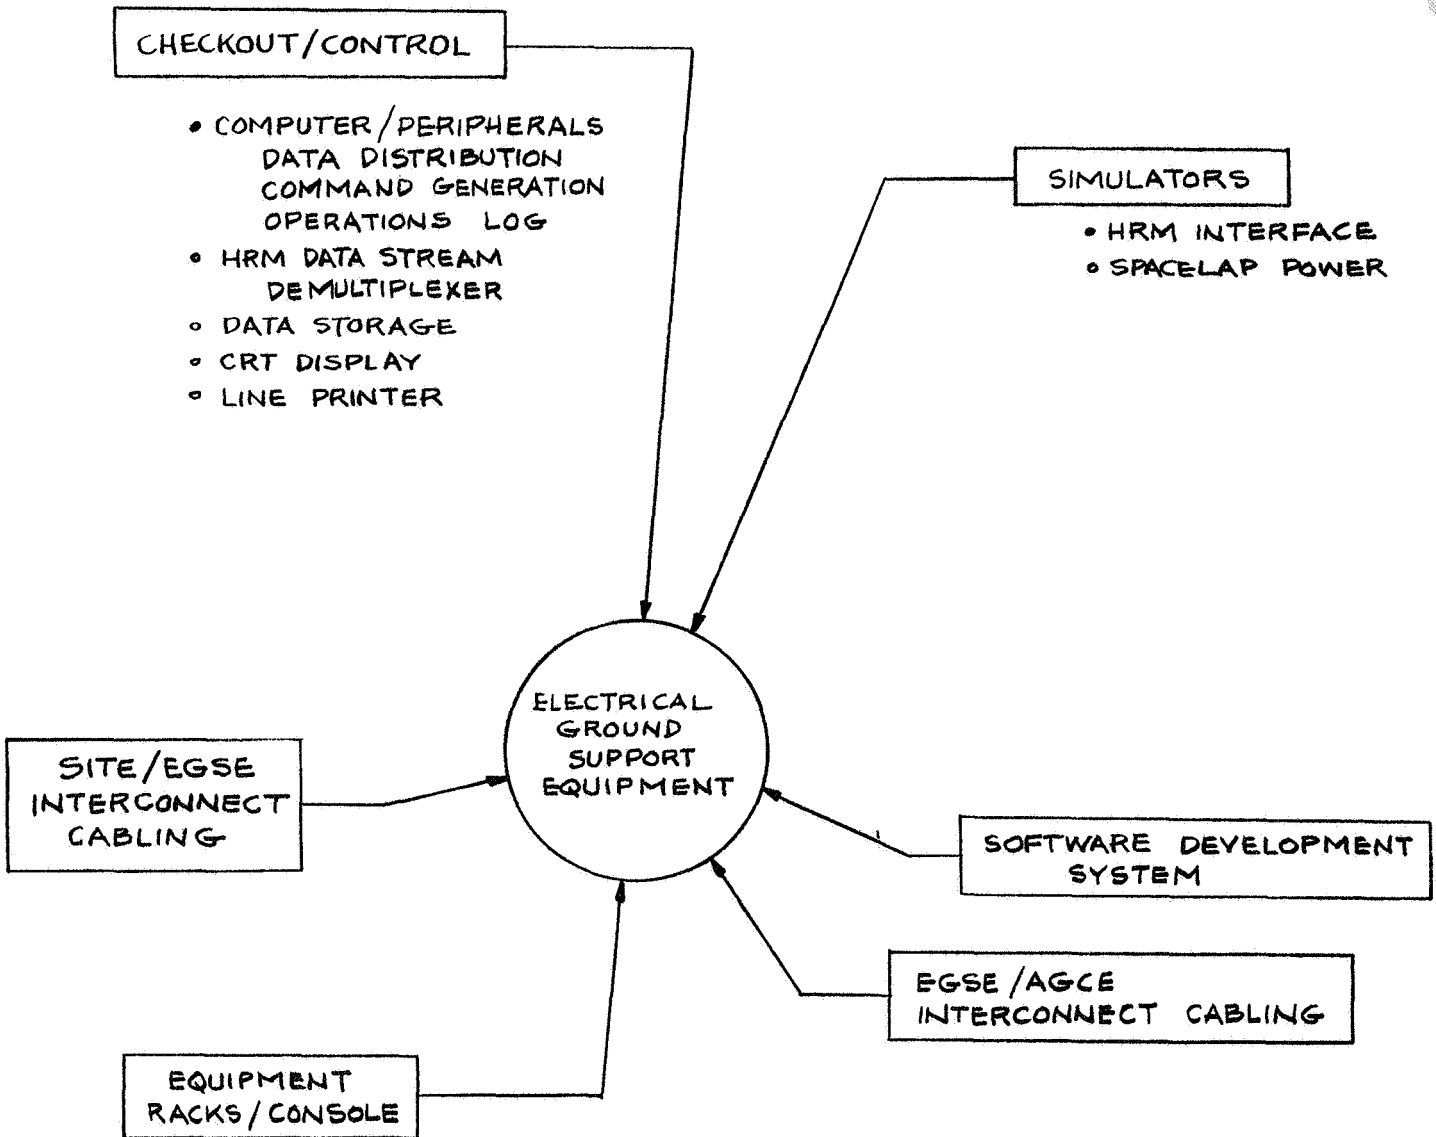 CHECKOUT/CONTROL
• COMPUTER/PERIPHERALS
DATA DISTRIBUTION
COMMAND GENERATION
OPERATIONS LOG
• HRM DATA STREAM
DEMULTIPLEXER
• DATA STORAGE
• CRT DISPLAY
• LINE PRINTER
SIMULATORS
• HRM INTERFACE
• SPACELAP POWER
ELECTRICAL
GROUND
SUPPORT
EQUIPMENT
SITE/EGSE
INTERCONNECT
CABLING
SOFTWARE DEVELOPMENT
SYSTEM
EGSE/AGCE
INTERCONNECT CABLING
EQUIPMENT
RACKS/CONSOLE